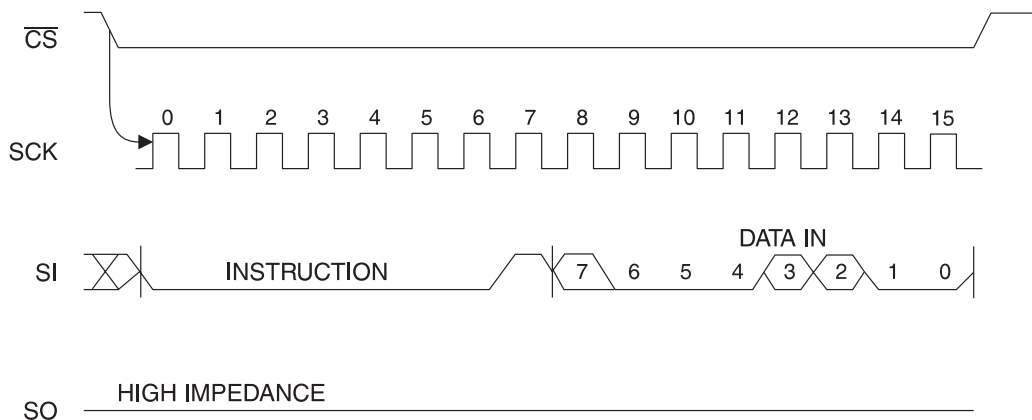 CS
0 1 2 3 4 5 6 7 8 9 10 11 12 13 14 15
SCK
DATA IN
SI INSTRUCTION 7 6 5 4 3 2 1 0
HIGH IMPEDANCE
SO